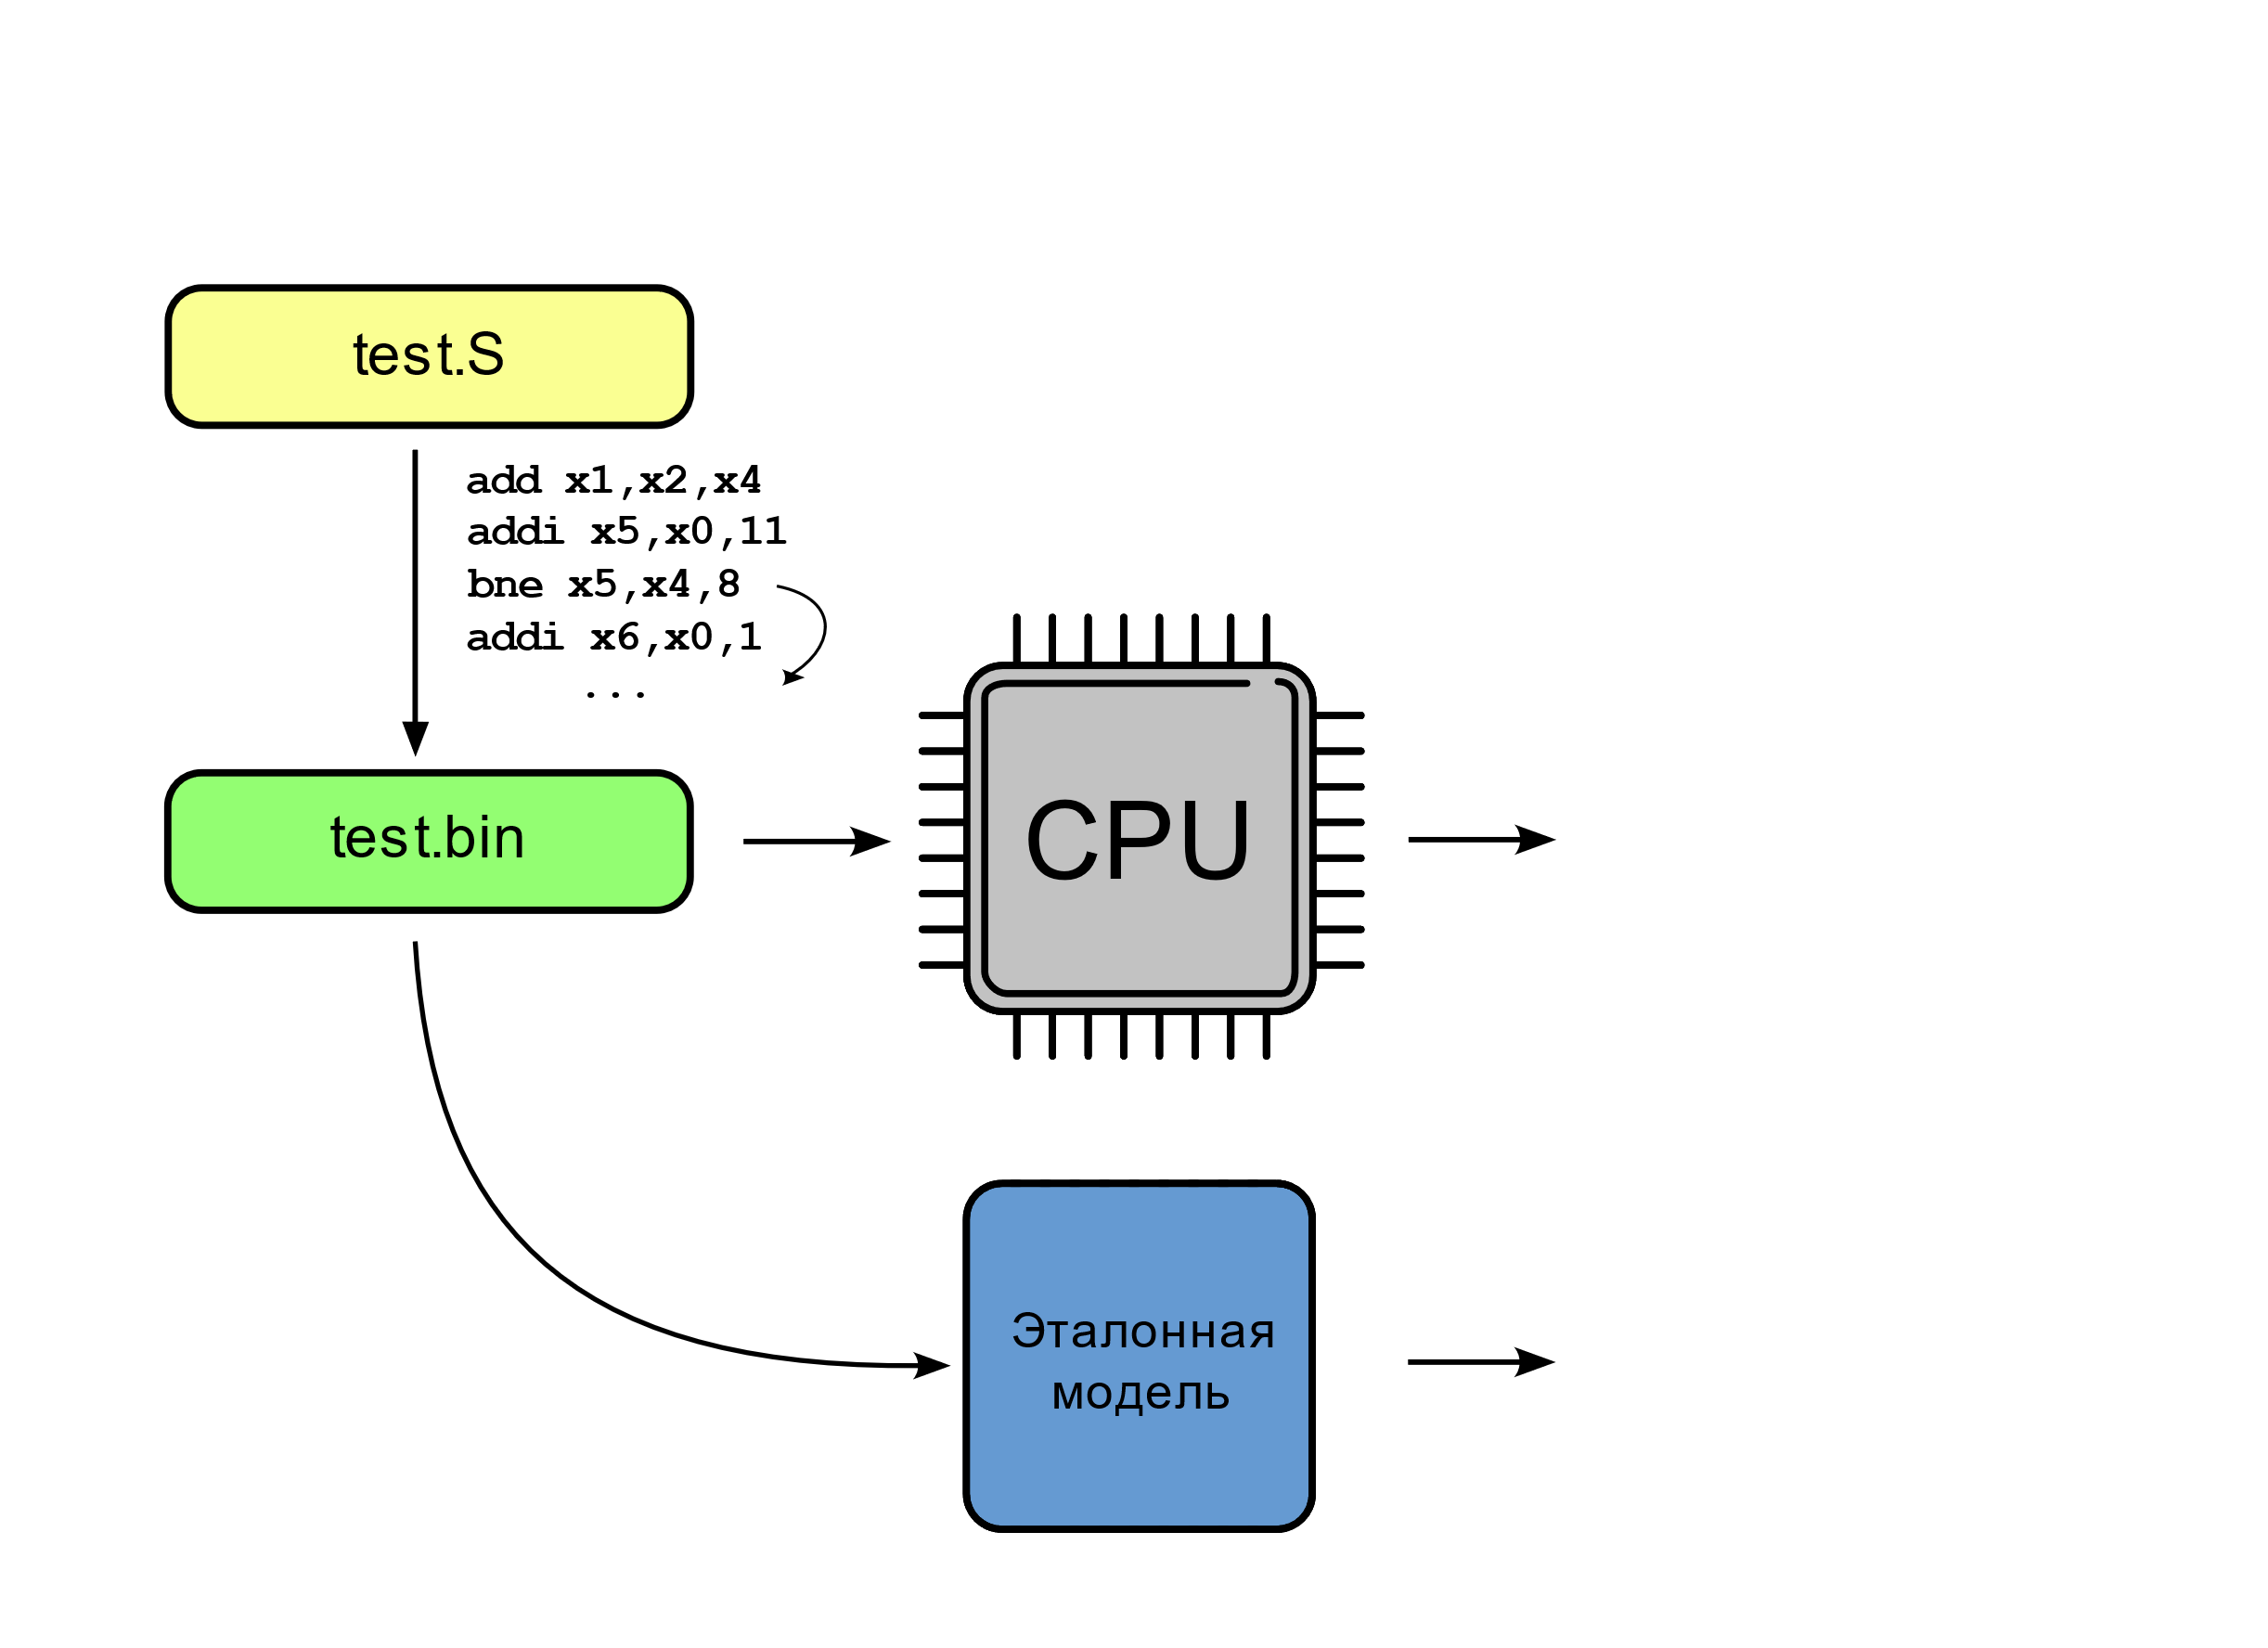 test.S
add x1,x2,x4
addi x5,x0,11
bne x5,x4,8
addi x6,x0,1
...
test.bin
CPU
Эталонная
модель